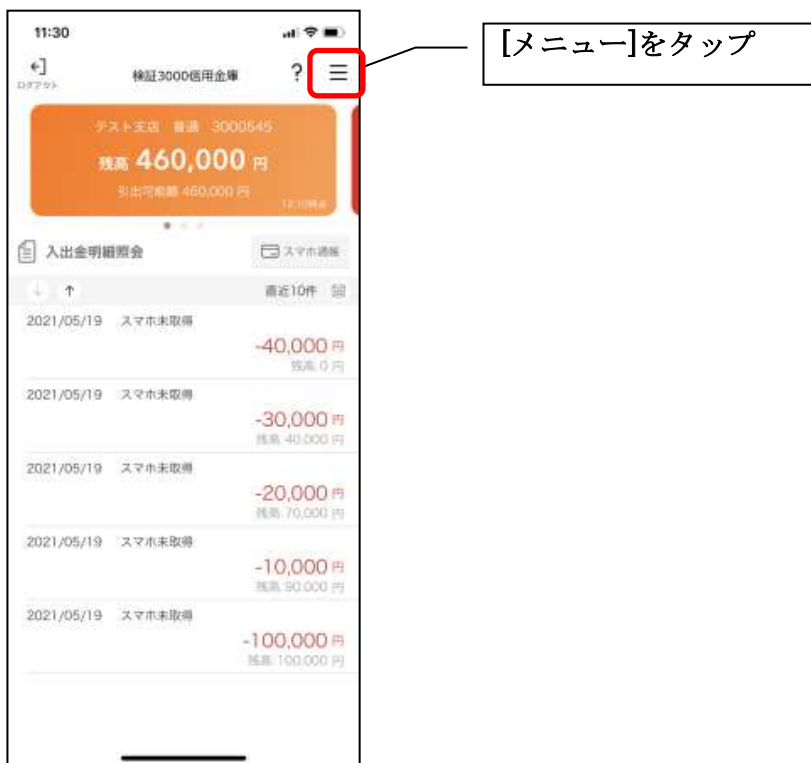 11:30
[メニュー]をタップ
検証3000信用金庫 ?
ログアウト
テスト支店 普通 3000545
残高 460,000 円
引出可能額 460,000 円
入出金明細照会 スマホ通帳
↓ ↑ 直近10件
2021/05/19 スマホ未取得
-40,000 円
残高 0 円
2021/05/19 スマホ未取得
-30,000 円
残高 40,000 円
2021/05/19 スマホ未取得
-20,000 円
残高 70,000 円
2021/05/19 スマホ未取得
-10,000 円
残高 90,000 円
2021/05/19 スマホ未取得
-100,000 円
残高 100,000 円